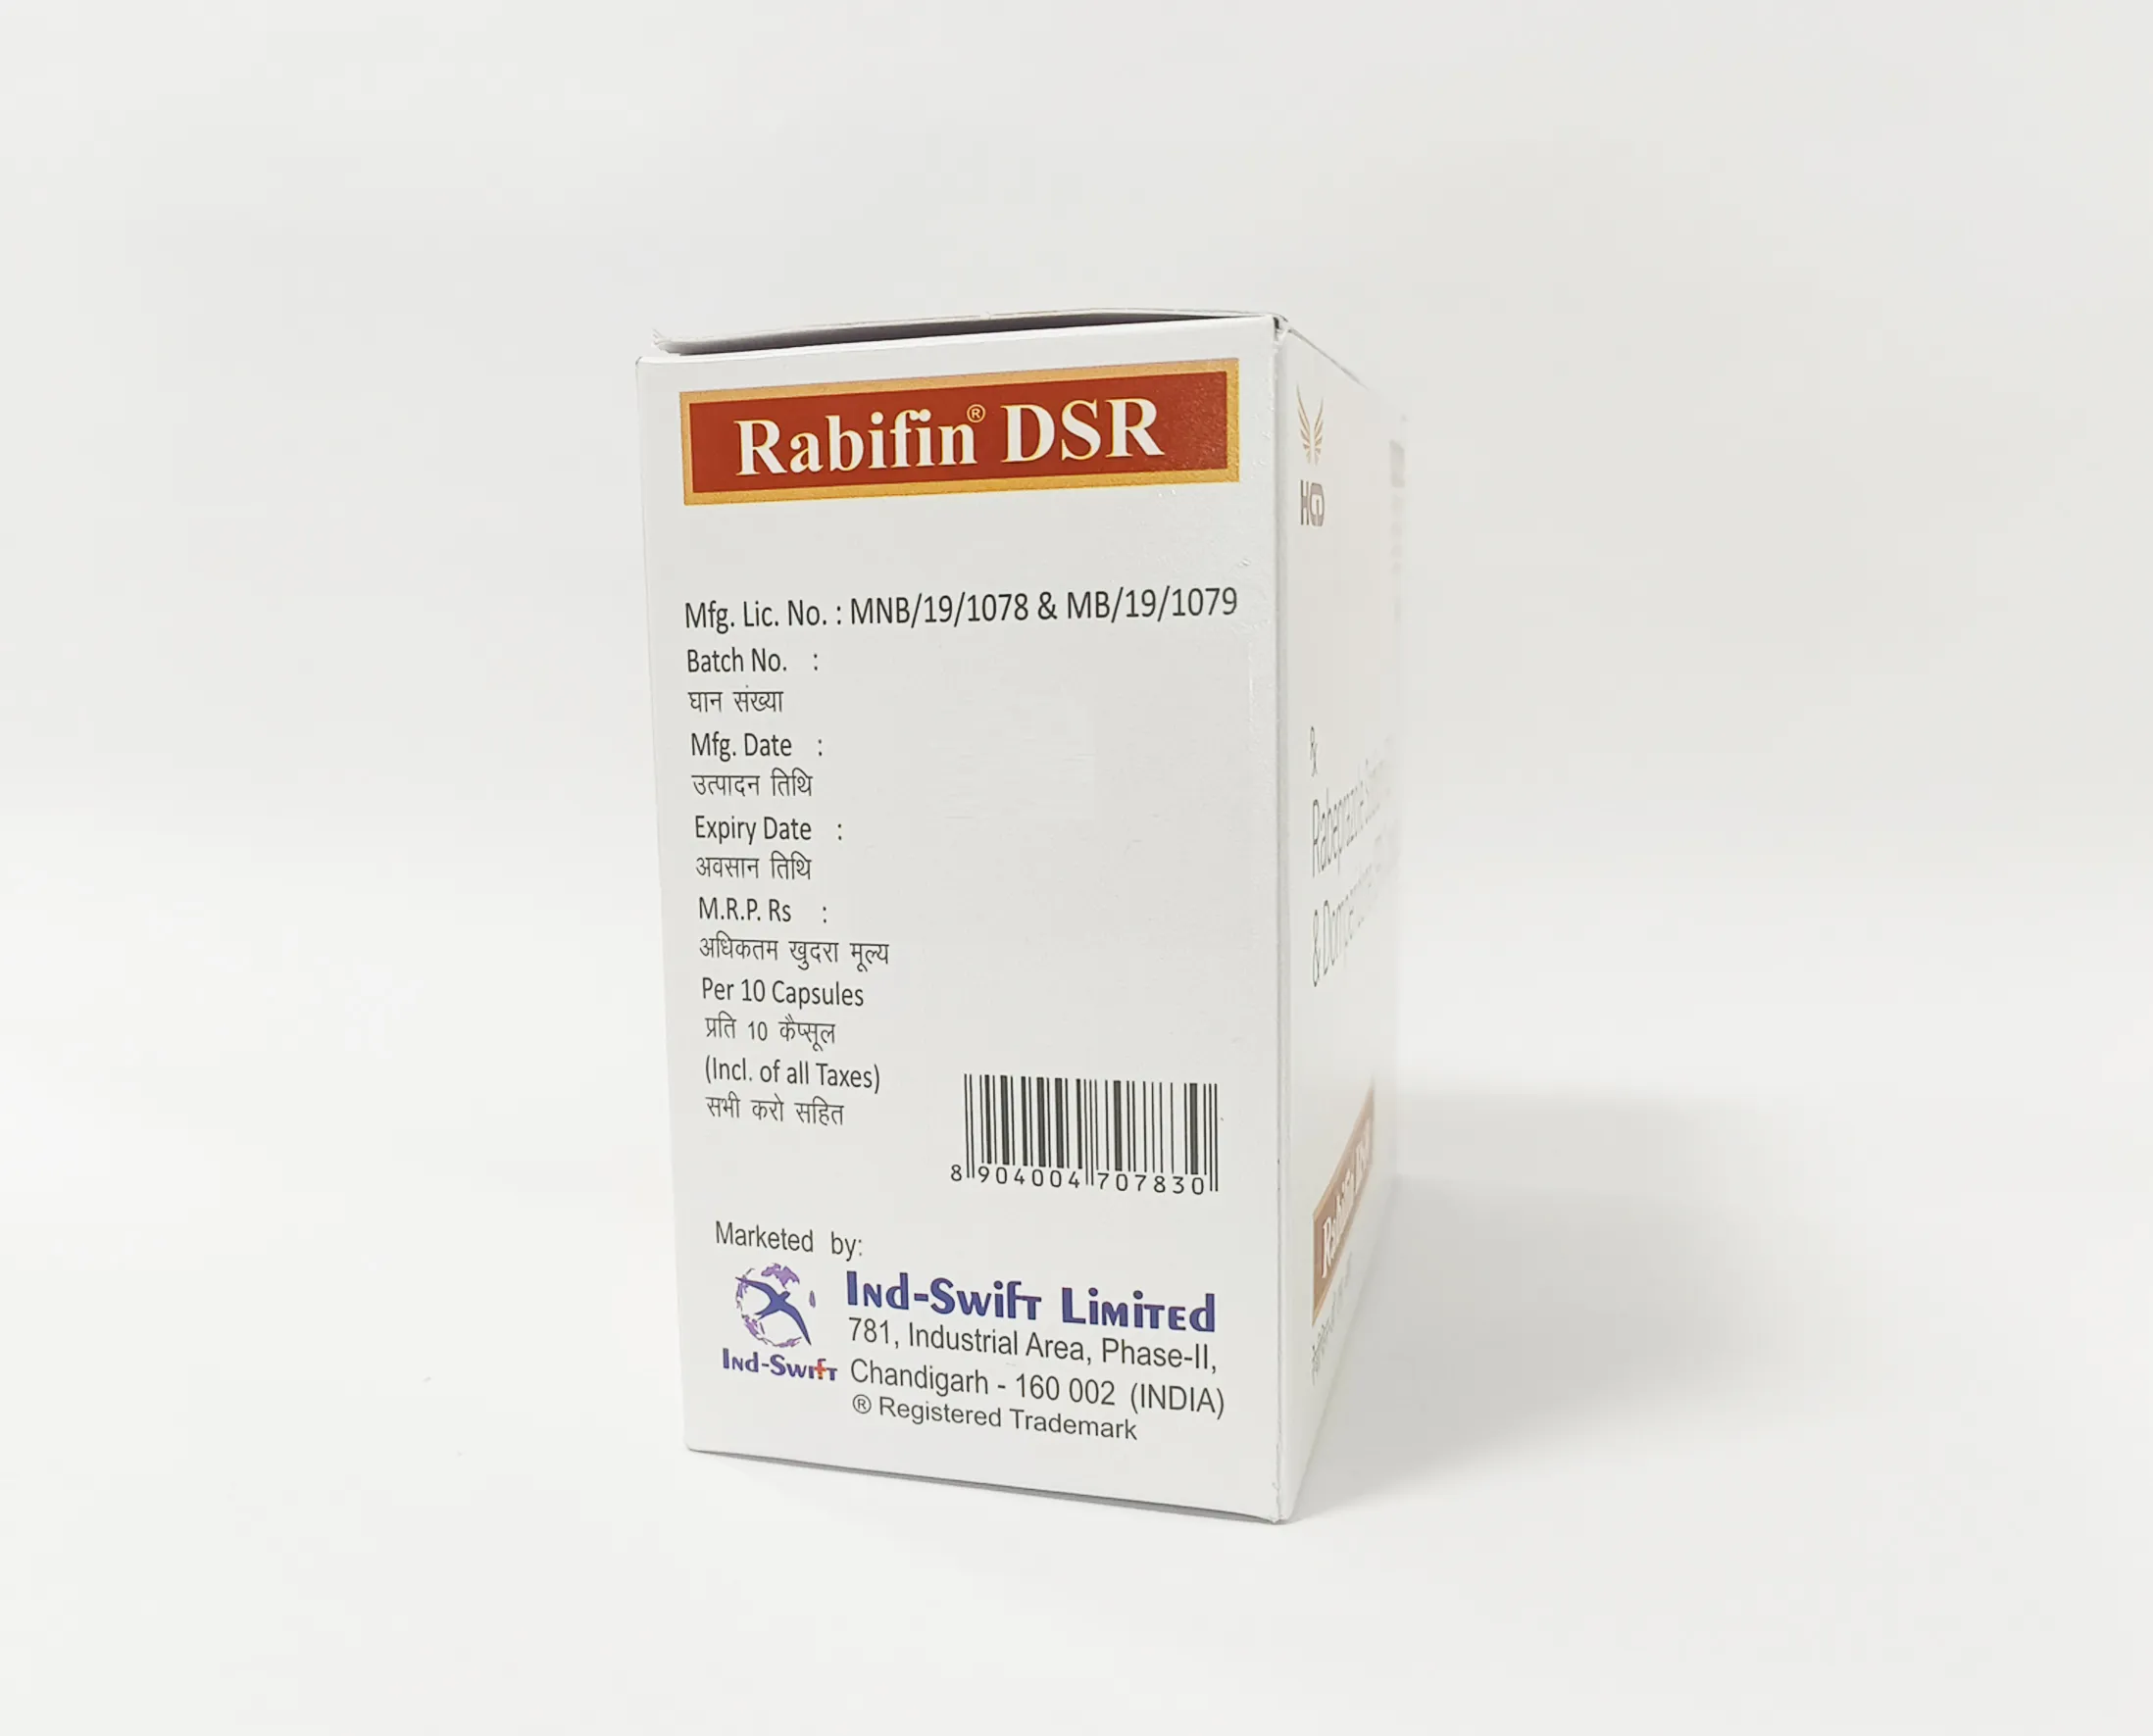 Rabifin® DSR
Mfg. Lic. No. : MNB/19/1078 & MB/19/1079
Batch No. :
घान संख्या
Mfg. Date :
उत्पादन तिथि
Expiry Date :
अवसान तिथि
M.R.P. Rs :
अधिकतम खुदरा मूल्य
Per 10 Capsules
प्रति 10 कैप्सूल
(Incl. of all Taxes)
सभी करो सहित
8 904004 707830
Marketed by:
Ind-Swift Limited
781, Industrial Area, Phase-II,
Ind-Swift
Chandigarh - 160 002 (INDIA)
® Registered Trademark
Rx
Rabeprazole
&
Rabifin